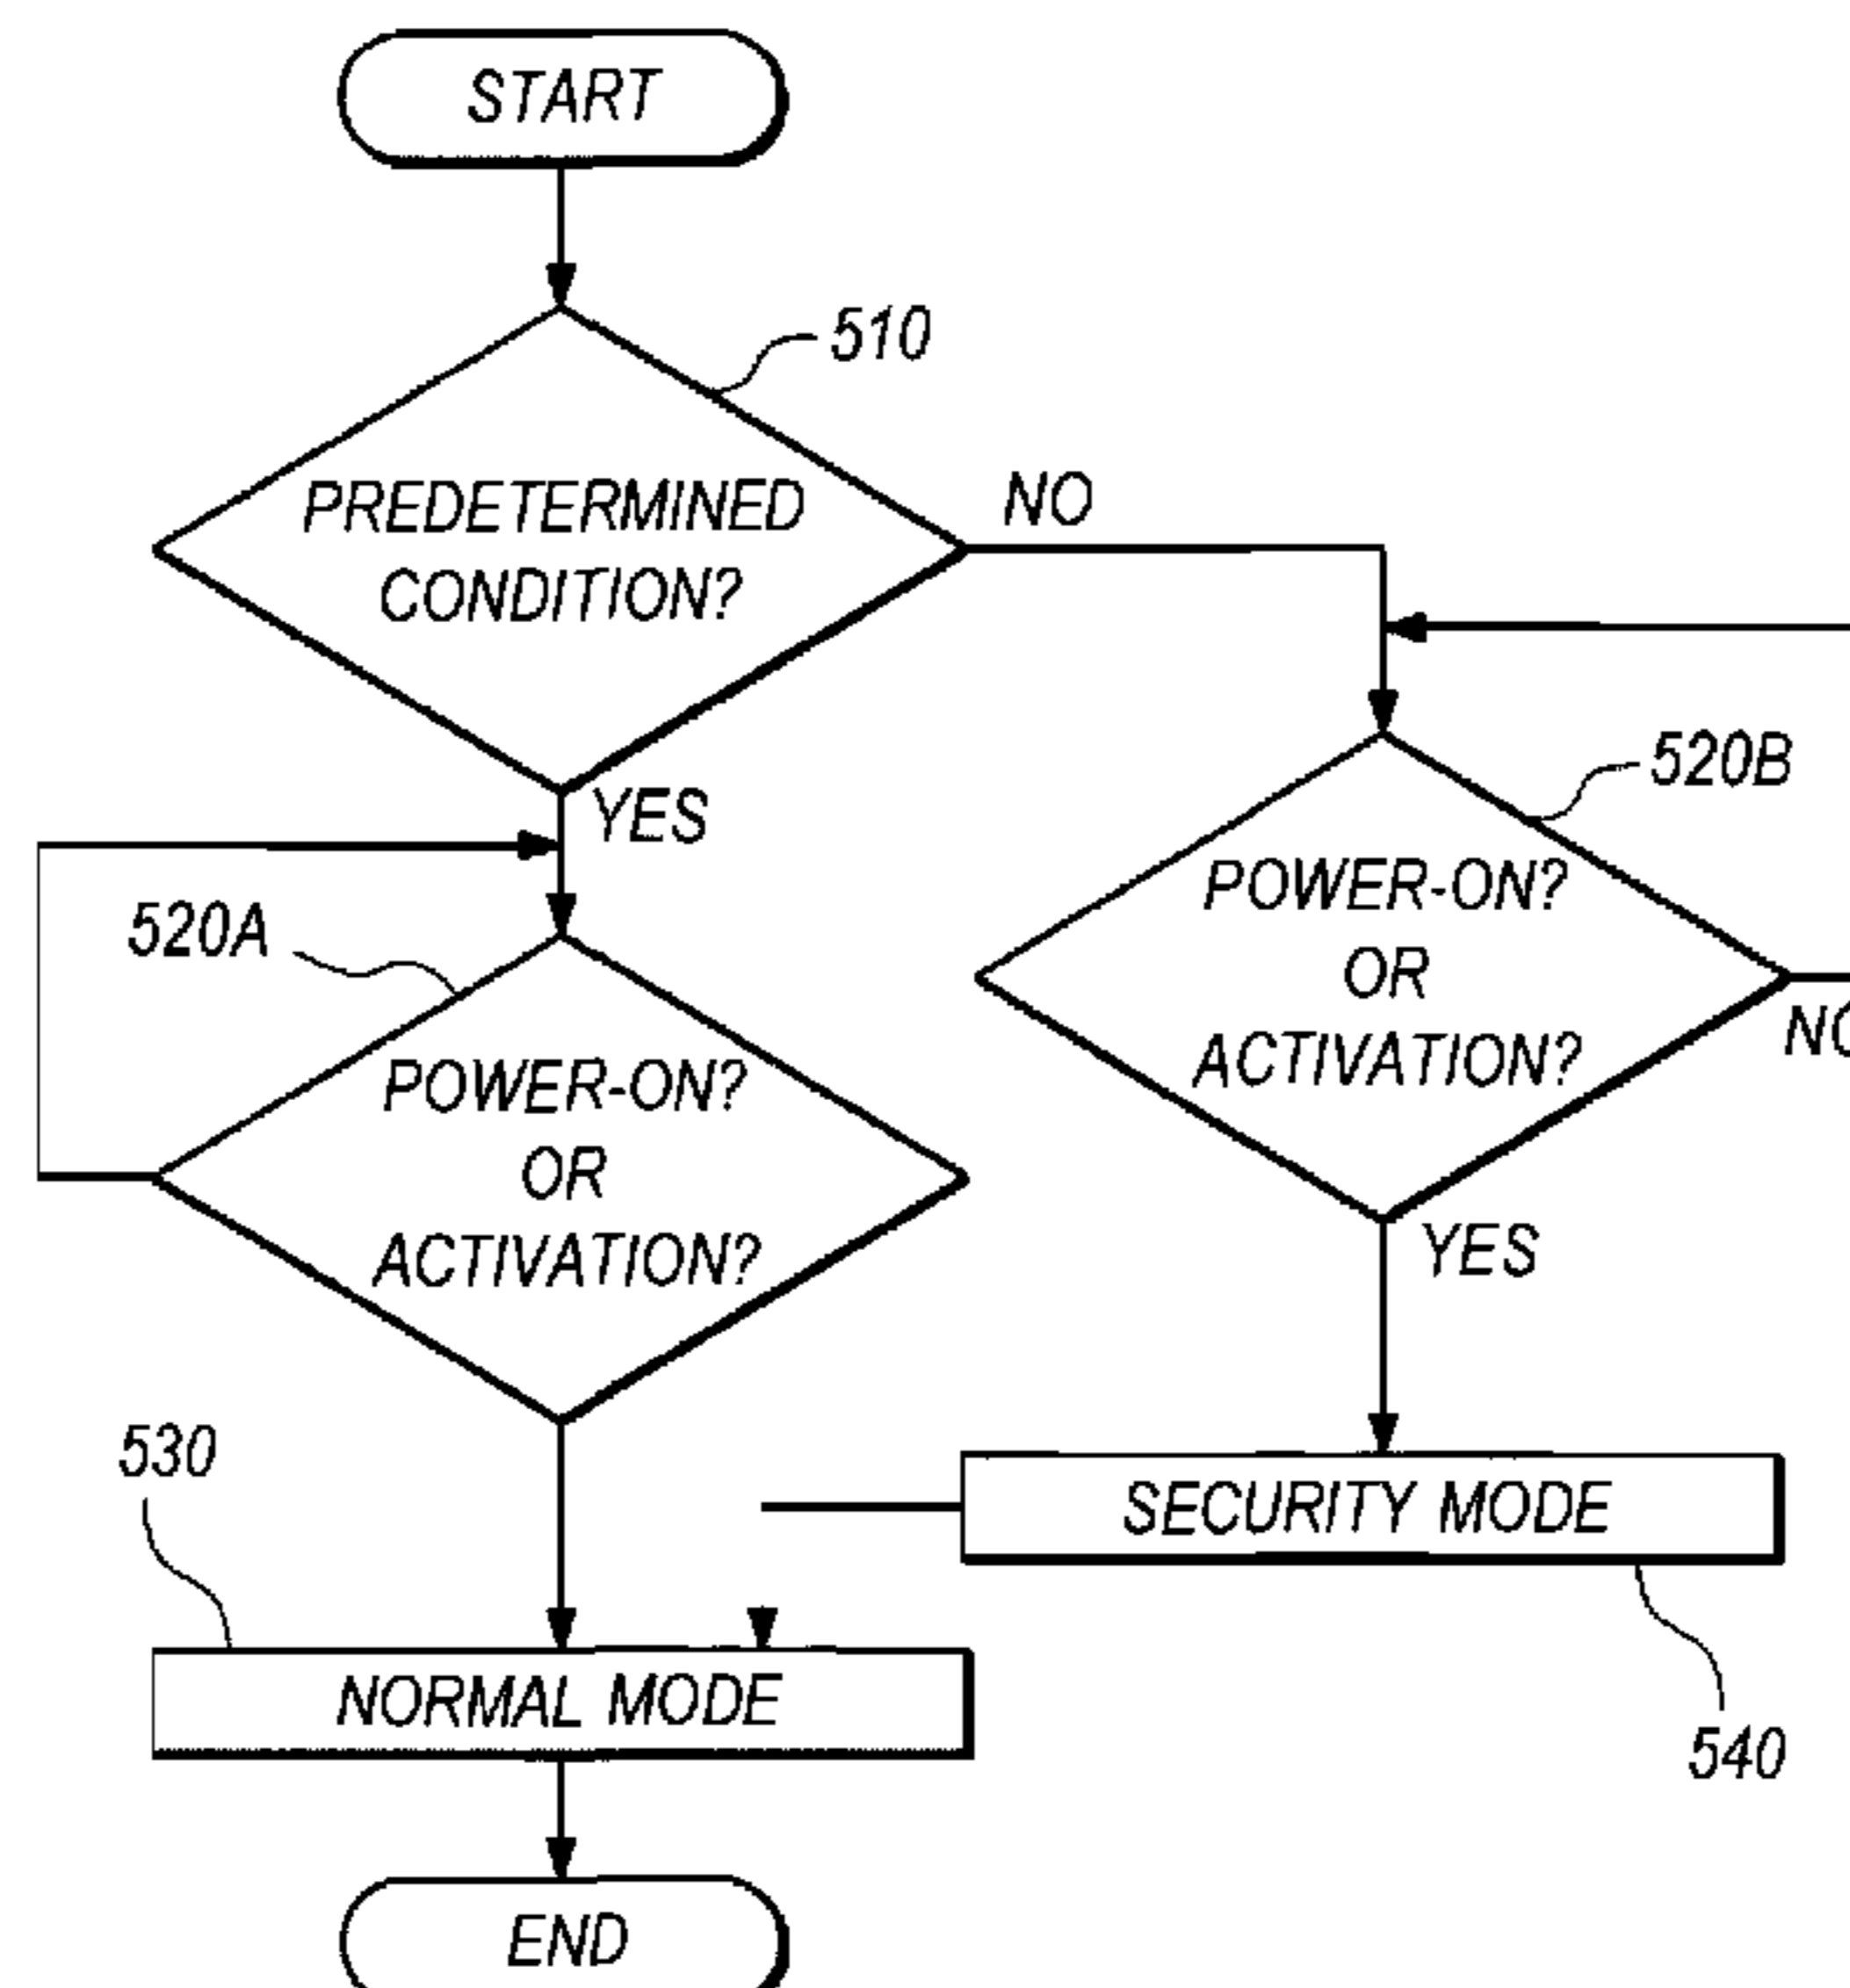 START
510
PREDETERMINED
CONDITION?
NO
YES
520B
POWER-ON?
OR
ACTIVATION?
NO
YES
520A
POWER-ON?
OR
ACTIVATION?
530
SECURITY MODE
NORMAL MODE
540
END